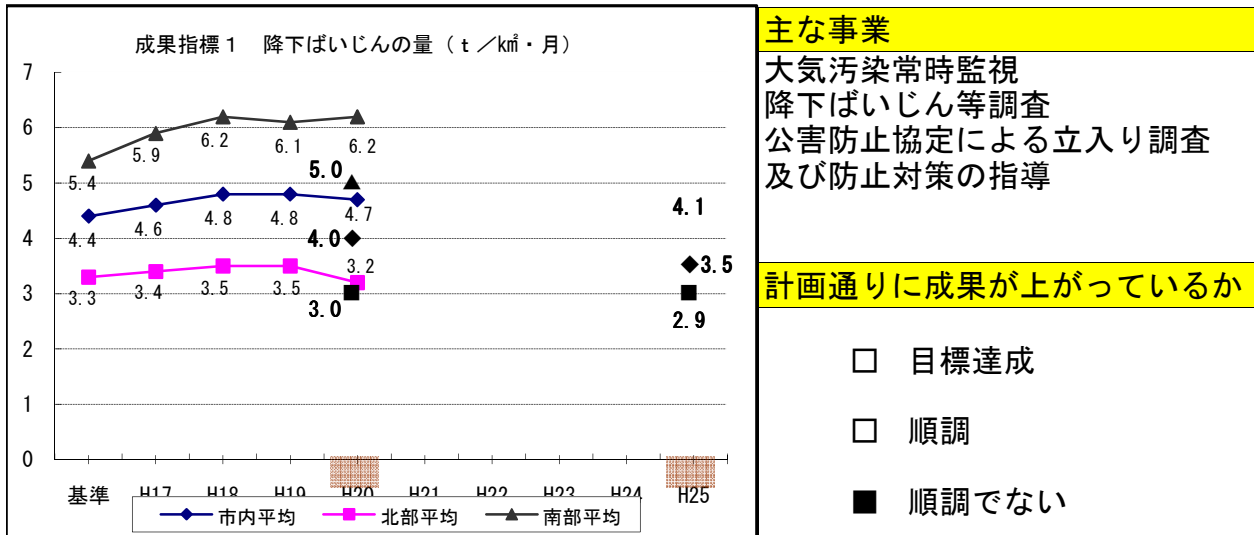 成果指標１　降下ばいじんの量（ｔ／㎢・月）
7
6
5
4
3
2
1
0
5.4
5.9
6.2
6.1
6.2
5.0
4.4
4.6
4.8
4.8
4.7
4.0
3.3
3.4
3.5
3.5
3.2
3.0
4.1
3.5
2.9
基準 H17 H18 H19 H20 H21 H22 H23 H24 H25
市内平均 北部平均 南部平均
主な事業
大気汚染常時監視
降下ばいじん等調査
公害防止協定による立入り調査
及び防止対策の指導
計画通りに成果が上がっているか
□ 目標達成
□ 順調
■ 順調でない